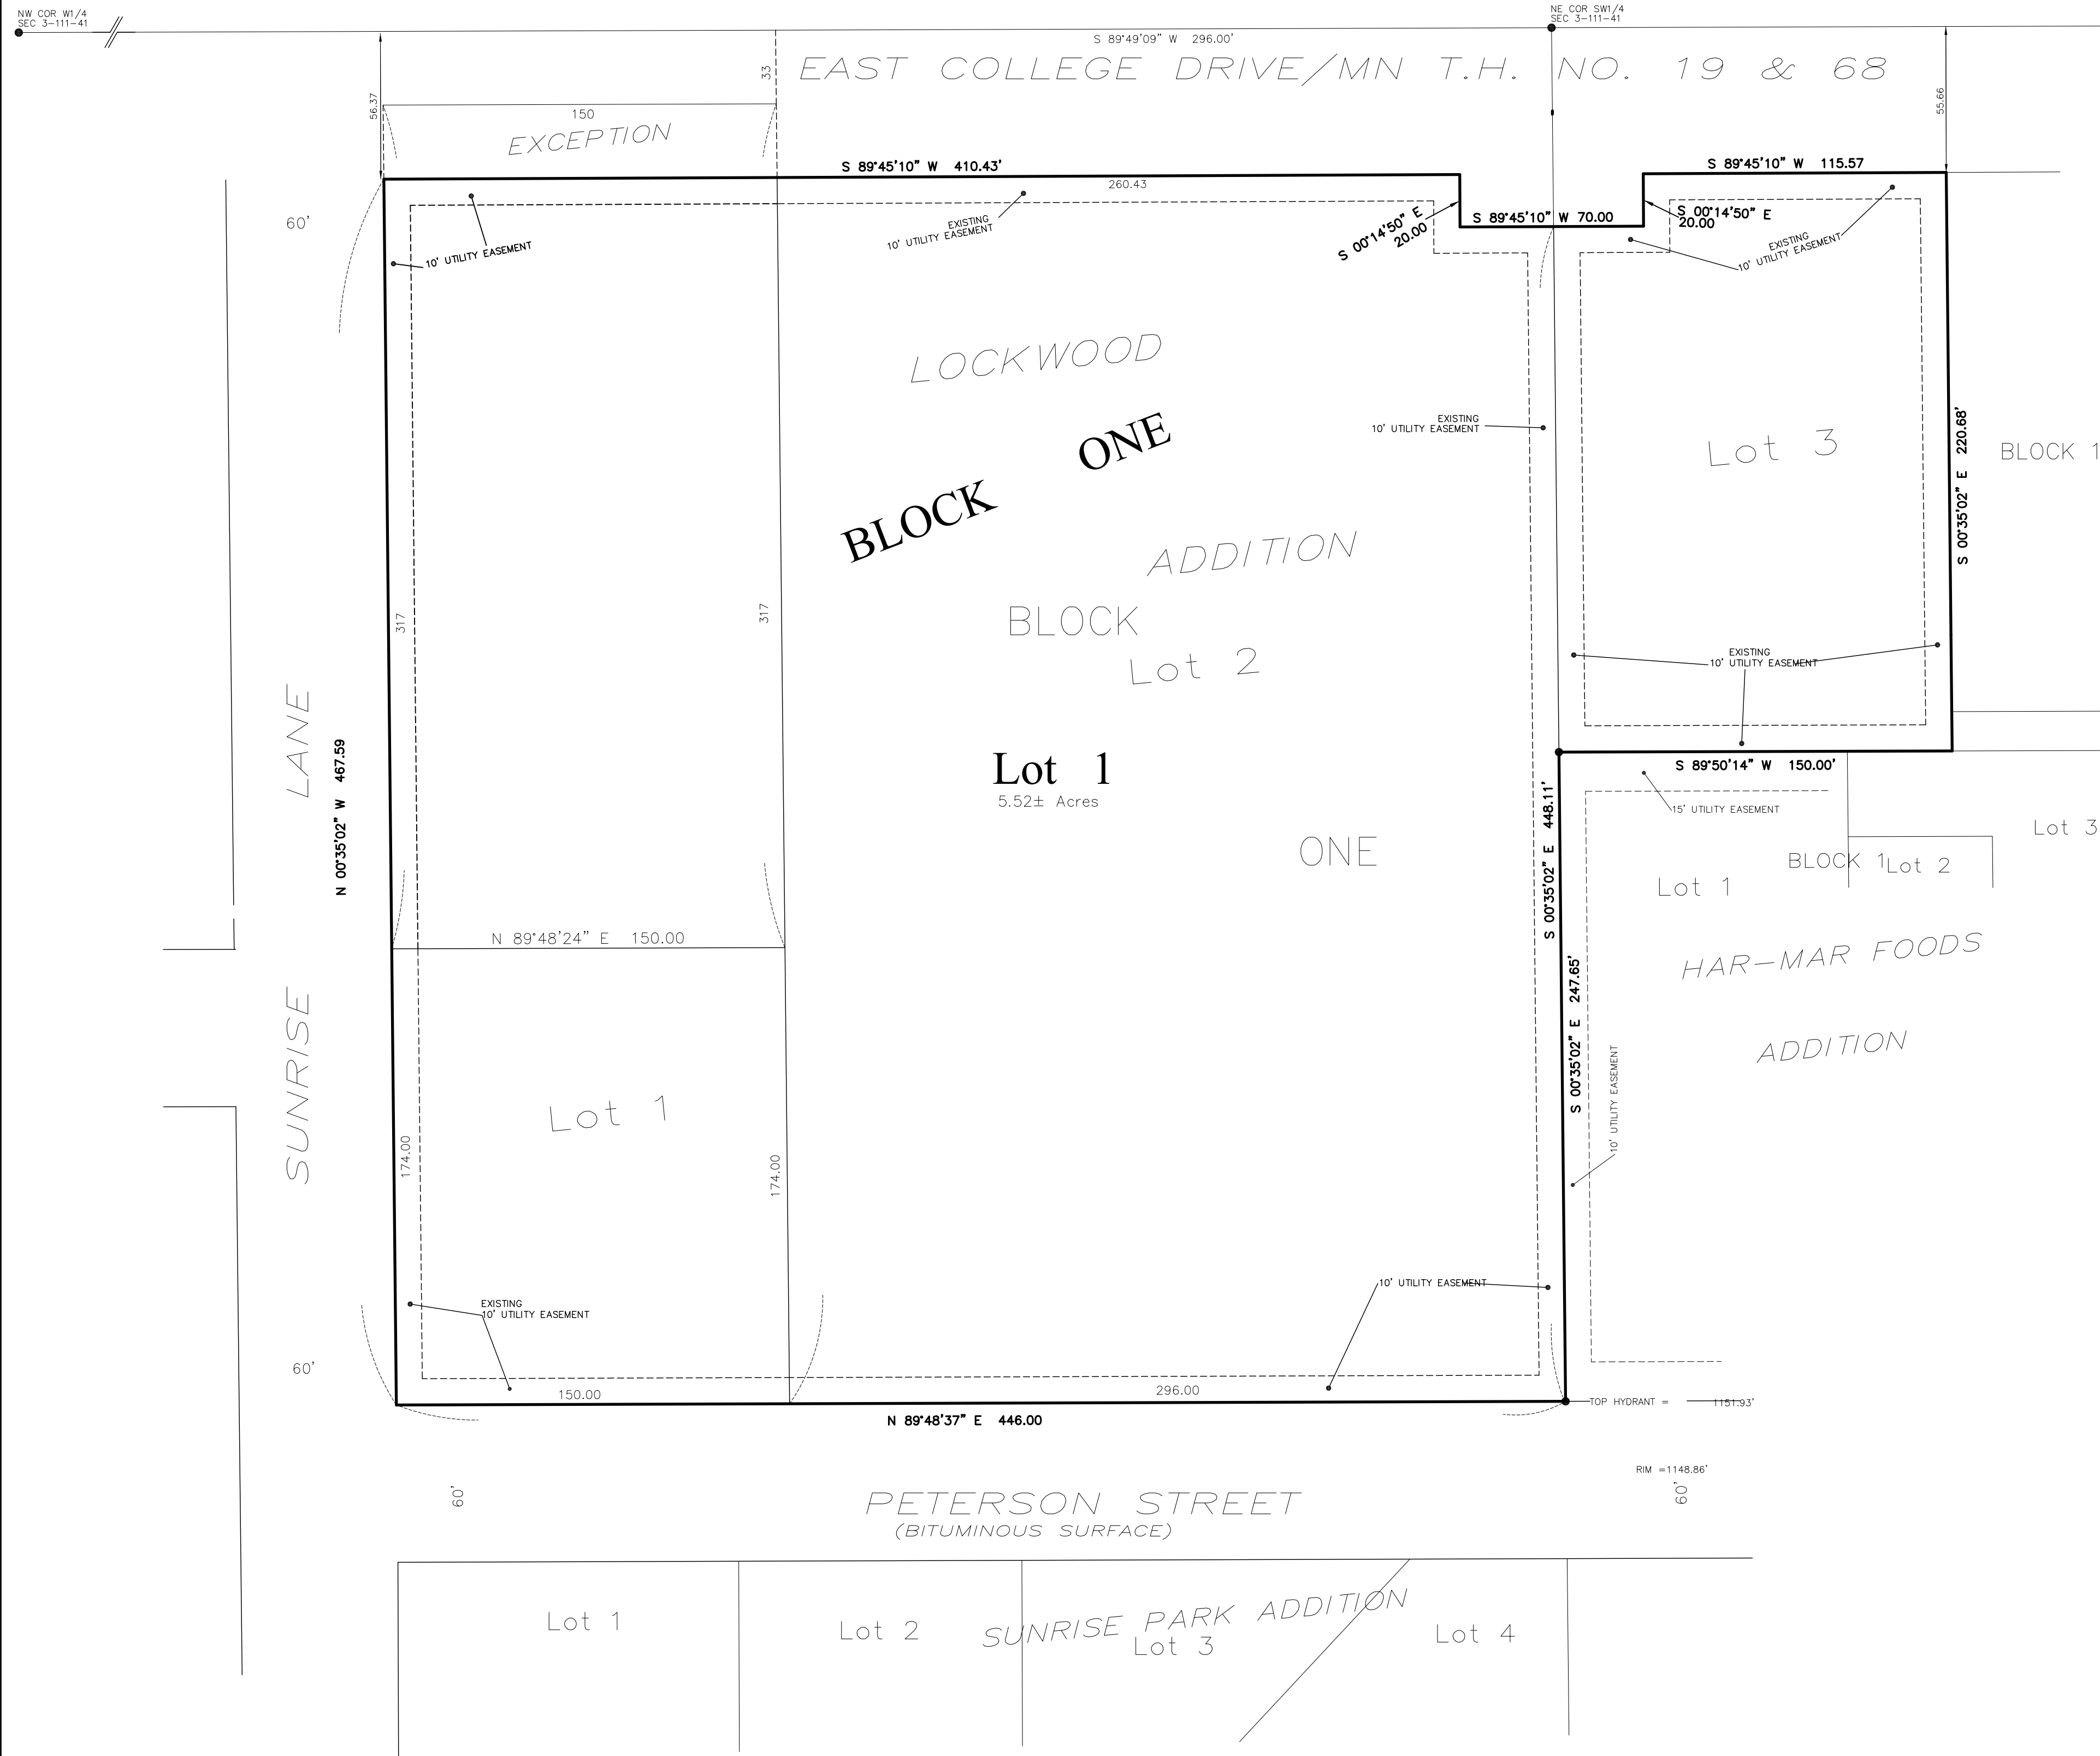 NW COR W1/4
SEC 3-111-41
NE COR SW1/4
SEC 3-111-41
S 89°49'09" W 296.00'
EAST COLLEGE DRIVE/MN T.H. NO. 19 & 68
33
56.37
55.66
150
EXCEPTION
S 89°45'10" W 410.43'
S 89°45'10" W 115.57
260.43
60'
EXISTING
10' UTILITY EASEMENT
10' UTILITY EASEMENT
S 00°14'50" E
20.00
S 89°45'10" W 70.00
S 00°14'50" E
20.00
EXISTING
10' UTILITY EASEMENT
LOCKWOOD
BLOCK ONE
EXISTING
10' UTILITY EASEMENT
Lot 3
S 00°35'02" E 220.68'
BLOCK 1
ADDITION
BLOCK
317
317
Lot 2
EXISTING
10' UTILITY EASEMENT
SUNRISE LANE
N 00°35'02" W 467.59
Lot 1
5.52± Acres
S 89°50'14" W 150.00'
15' UTILITY EASEMENT
S 00°35'02" E 448.11'
ONE
Lot 3
BLOCK 1
Lot 2
Lot 1
N 89°48'24" E 150.00
HAR-MAR FOODS
ADDITION
S 00°35'02" E 247.65'
10' UTILITY EASEMENT
Lot 1
174.00
174.00
EXISTING
10' UTILITY EASEMENT
10' UTILITY EASEMENT
60'
150.00
296.00
N 89°48'37" E 446.00
TOP HYDRANT = 1151.93'
RIM =1148.86'
60'
60'
PETERSON STREET
(BITUMINOUS SURFACE)
Lot 1
Lot 2
SUNRISE PARK ADDITION
Lot 3
Lot 4